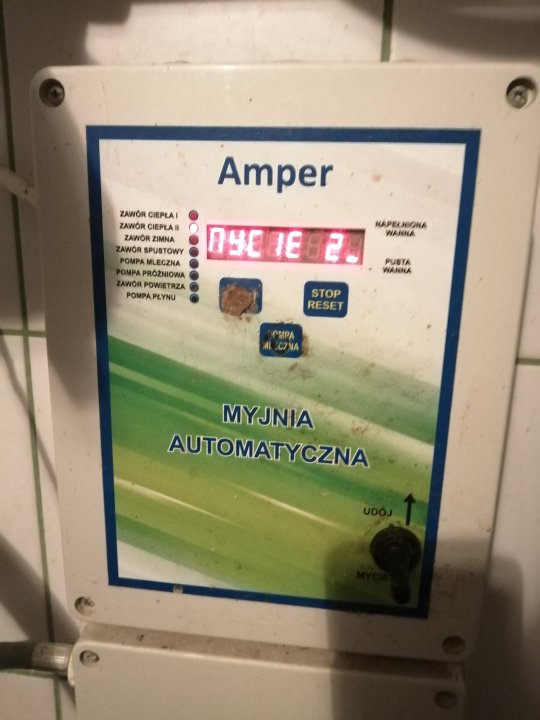 Amper
ZAWÓR CIEPŁA I
ZAWÓR CIEPŁA II
ZAWÓR ZIMNA
ZAWÓR SPUSTOWY
POMPA MLECZNA
POMPA PRÓŻNIOWA
ZAWÓR POWIETRZA
POMPA PŁYNU
MYCIE 2_
NAPEŁNIONA
WANNA
PUSTA
WANNA
STOP
RESET
POMPA
MLECZNA
MYJNIA
AUTOMATYCZNA
UDÓJ
MYCIE